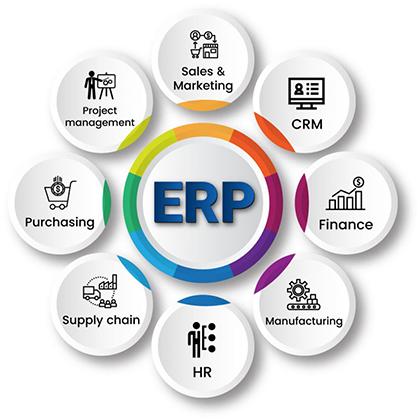 Sales &
Marketing
CRM
Finance
Manufacturing
HR
Supply chain
Purchasing
Project
management
ERP